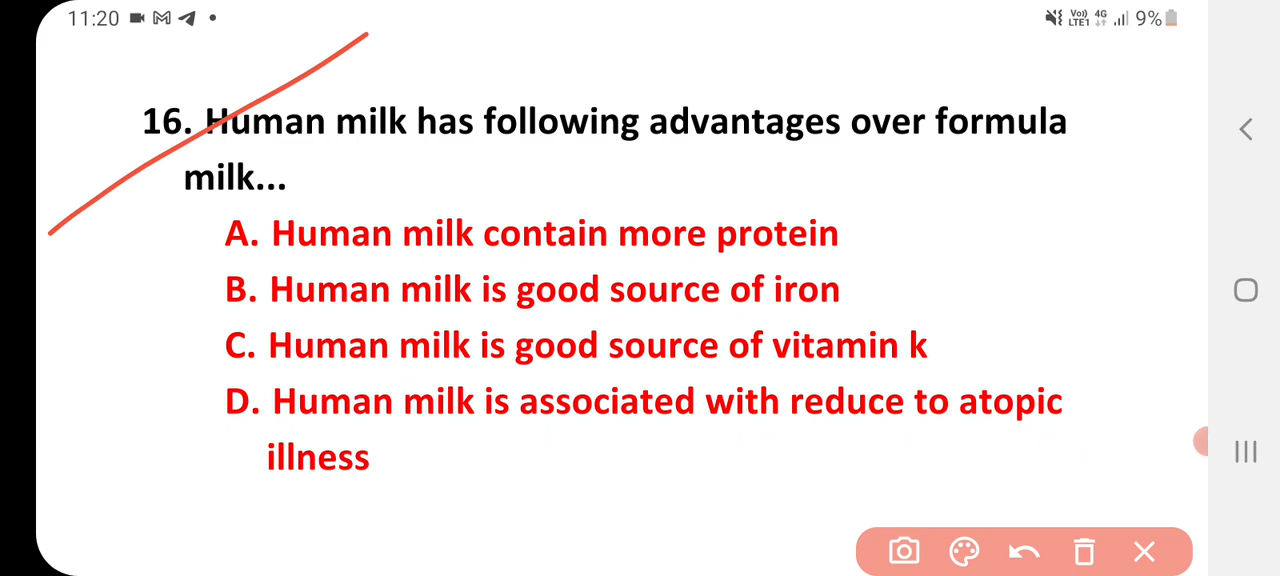 11:20
Vo)) 4G
LTE1 9%
16. Human milk has following advantages over formula
milk...
A. Human milk contain more protein
B. Human milk is good source of iron
C. Human milk is good source of vitamin k
D. Human milk is associated with reduce to atopic
illness